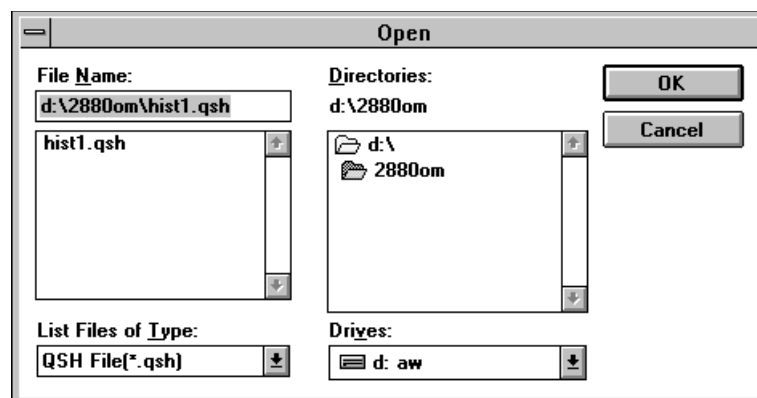 Open
File Name:
d:\2880om\hist1.qsh
hist1.qsh
List Files of Type:
QSH File(*.qsh)
Directories:
d:\2880om
d:\
2880om
Drives:
d: aw
OK
Cancel